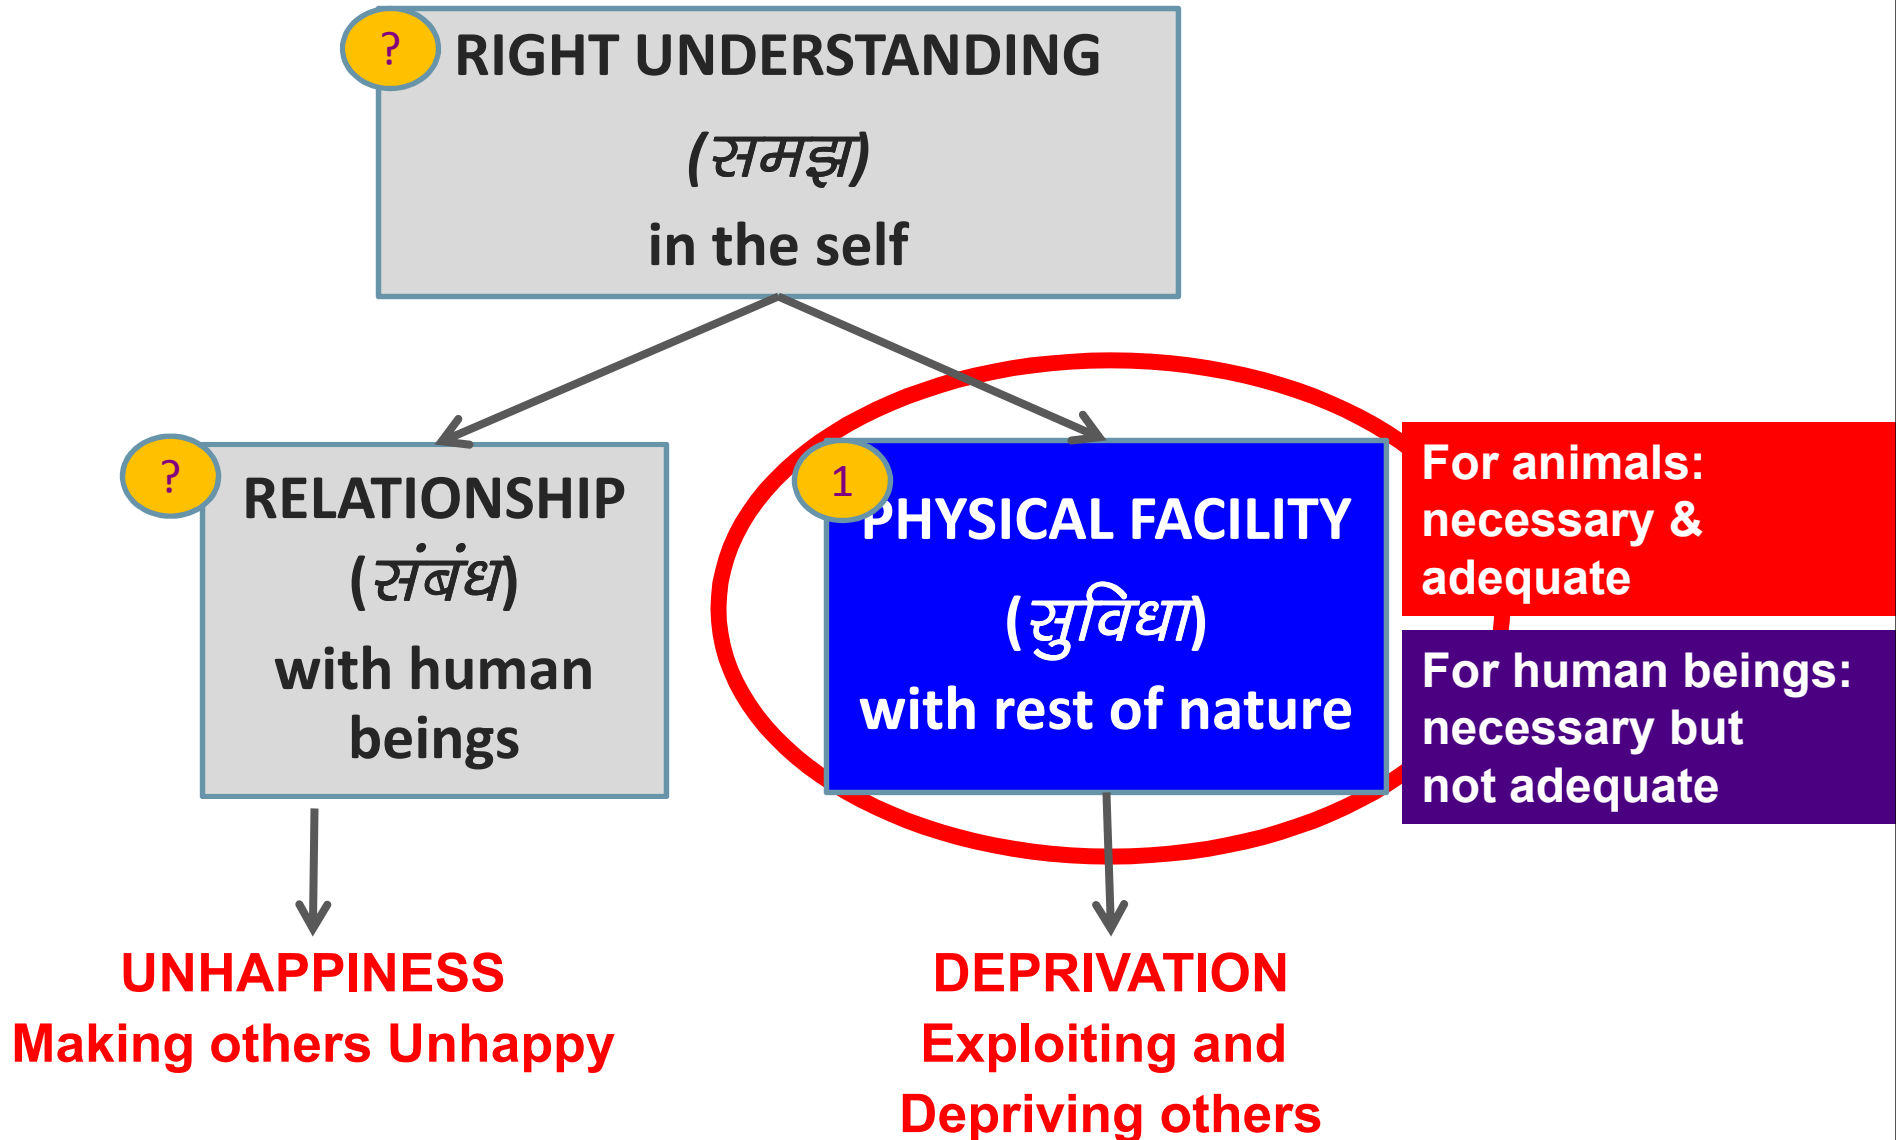 ?
RIGHT UNDERSTANDING
(समझ)
in the self
?
RELATIONSHIP
(संबंध)
with human
beings
1
PHYSICAL FACILITY
(सुविधा)
with rest of nature
For animals:
necessary &
adequate
For human beings:
necessary but
not adequate
UNHAPPINESS
Making others Unhappy
DEPRIVATION
Exploiting and
Depriving others